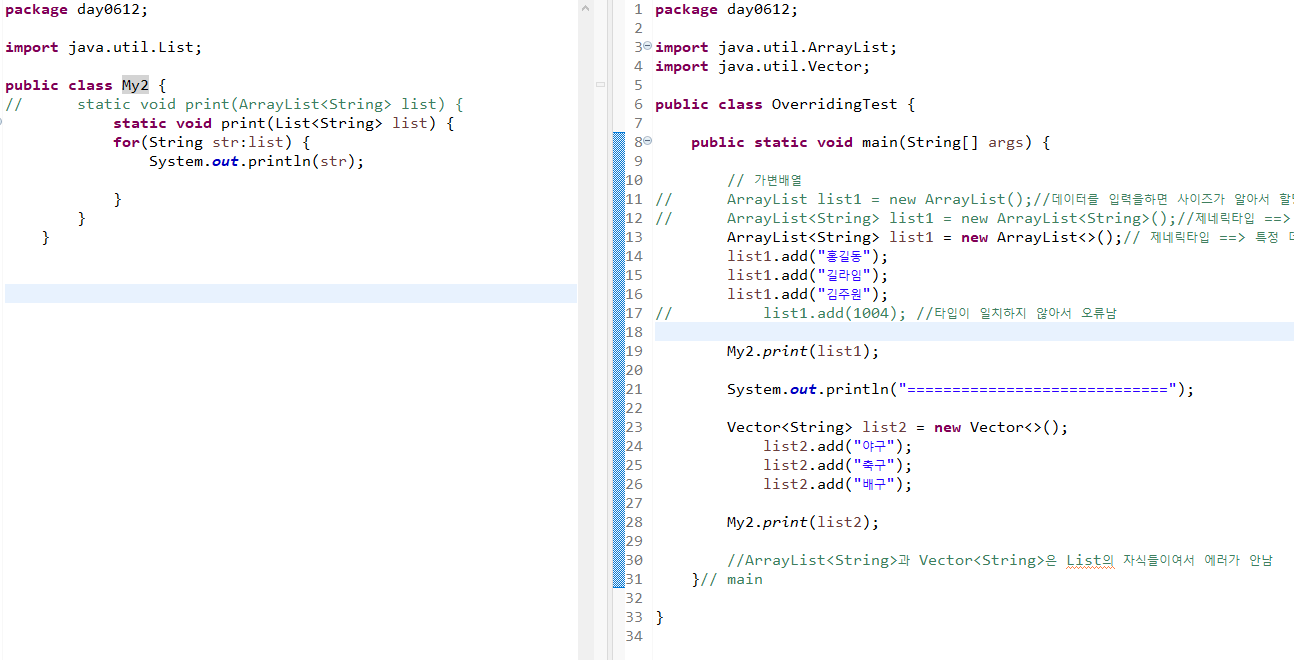 package day0612;
import java.util.List;
public class My2 {
// static void print(ArrayList<String> list) {
static void print(List<String> list) {
for(String str:list) {
System.out.println(str);
}
}
}
1 package day0612;
2
3 import java.util.ArrayList;
4 import java.util.Vector;
5
6 public class OverridingTest {
7
8 public static void main(String[] args) {
9
10 // 가변배열
11 // ArrayList list1 = new ArrayList();//데이터를 입력을하면 사이즈가 알아서
12 // ArrayList<String> list1 = new ArrayList<String>();//제네릭타입 ==>
13 ArrayList<String> list1 = new ArrayList<>();// 제네릭타입 ==> 특정
14 list1.add("홍길동");
15 list1.add("길라임");
16 list1.add("김주원");
17 // list1.add(1004); //타입이 일치하지 않아서 오류남
18
19 My2.print(list1);
20
21 System.out.println("=============================");
22
23 Vector<String> list2 = new Vector<>();
24 list2.add("야구");
25 list2.add("축구");
26 list2.add("배구");
27
28 My2.print(list2);
29
30 //ArrayList<String>과 Vector<String>은 List의 자식들이여서 에러가 안남
31 }// main
32
33 }
34